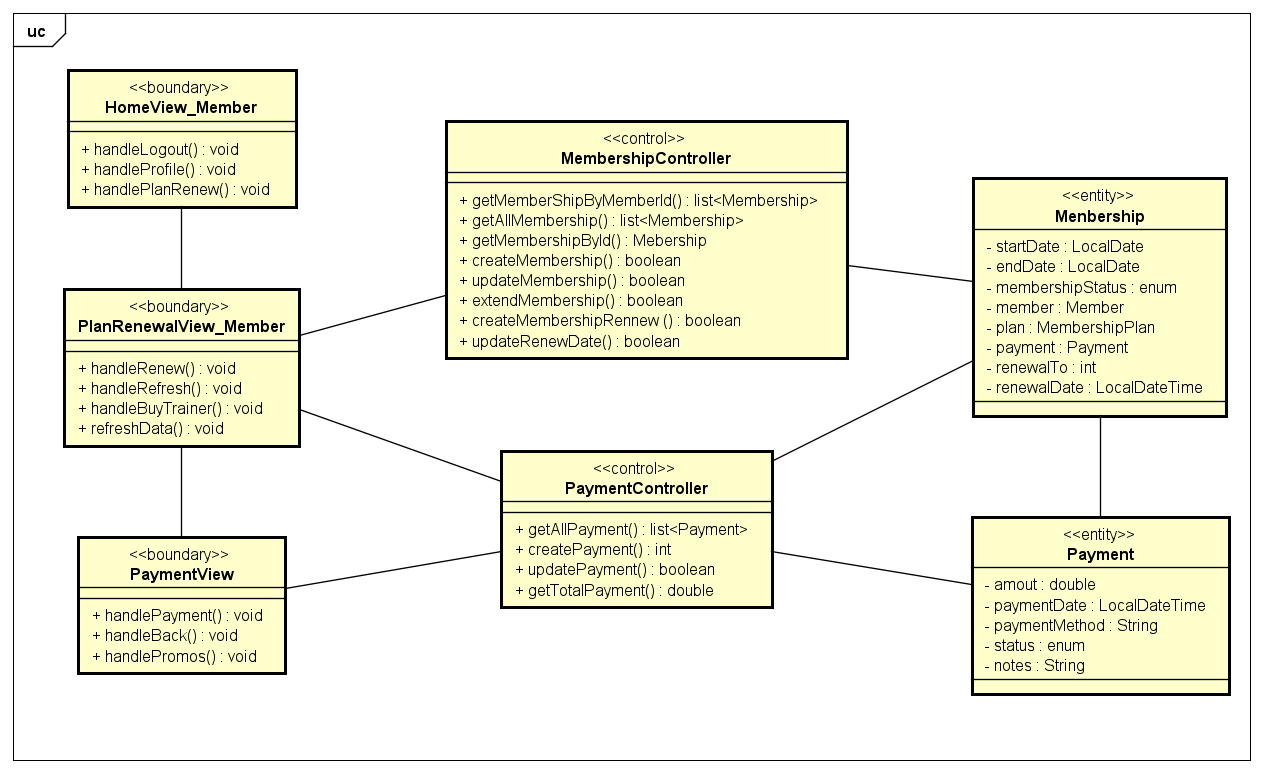 uc
<<boundary>>
HomeView_Member
+ handleLogout() : void
+ handleProfile() : void
+ handlePlanRenew() : void
<<boundary>>
PlanRenewalView_Member
+ handleRenew() : void
+ handleRefresh() : void
+ handleBuyTrainer() : void
+ refreshData() : void
<<boundary>>
PaymentView
+ handlePayment() : void
+ handleBack() : void
+ handlePromos() : void
<<control>>
MembershipController
+ getMemberShipByMemberId() : list<Membership>
+ getAllMembership() : list<Membership>
+ getMembershipById() : Mebership
+ createMembership() : boolean
+ updateMembership() : boolean
+ extendMembership() : boolean
+ createMembershipRennew () : boolean
+ updateRenewDate() : boolean
<<control>>
PaymentController
+ getAllPayment() : list<Payment>
+ createPayment() : int
+ updatePayment() : boolean
+ getTotalPayment() : double
<<entity>>
Menbership
- startDate : LocalDate
- endDate : LocalDate
- membershipStatus : enum
- member : Member
- plan : MembershipPlan
- payment : Payment
- renewalTo : int
- renewalDate : LocalDateTime
<<entity>>
Payment
- amout : double
- paymentDate : LocalDateTime
- paymentMethod : String
- status : enum
- notes : String